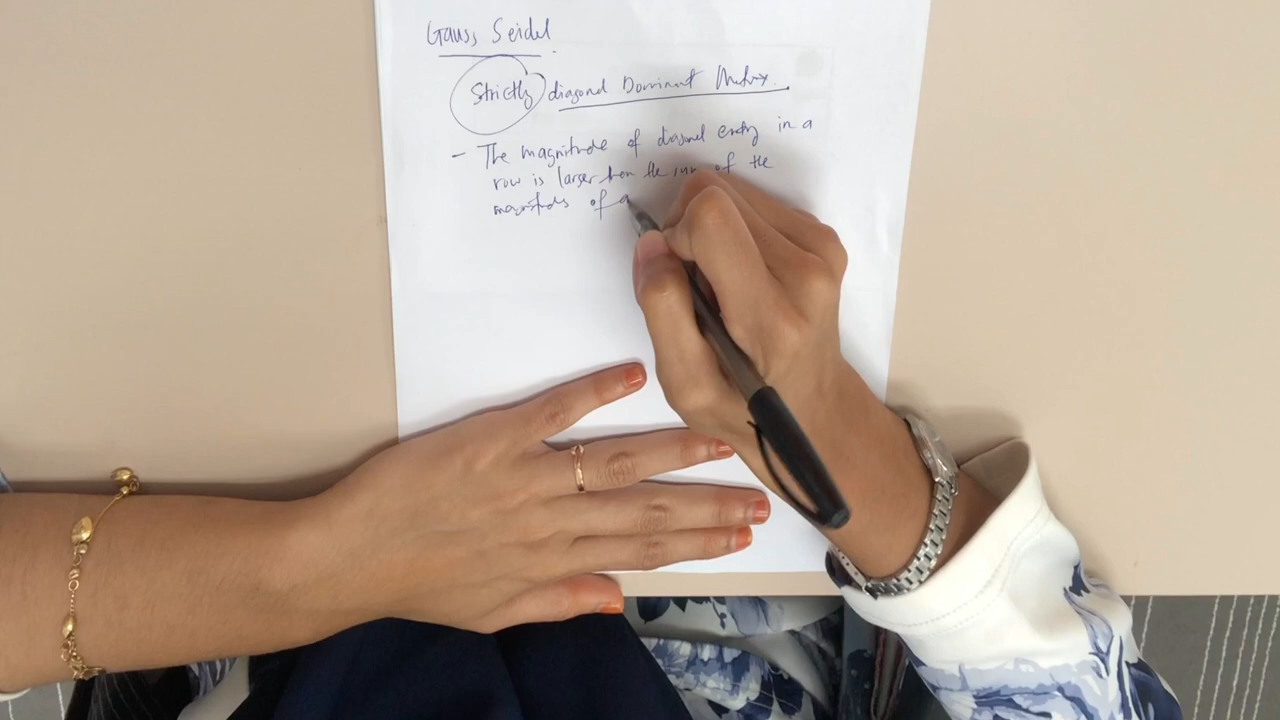 Gauss Seidel
Strictly diagonal Dominant Matrix.
- The magnitude of diagonal entry in a
row is larger than the sum of the
magnitudes of a